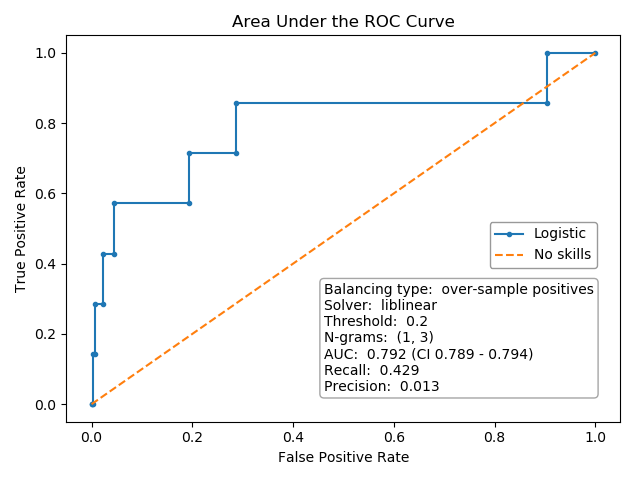 Area Under the ROC Curve
True Positive Rate
1.0
0.8
0.6
0.4
0.2
0.0
Logistic
No skills
Balancing type:  over-sample positives
Solver:  liblinear
Threshold:  0.2
N-grams:  (1, 3)
AUC:  0.792 (CI 0.789 - 0.794)
Recall:  0.429
Precision:  0.013
0.0 0.2 0.4 0.6 0.8 1.0
False Positive Rate